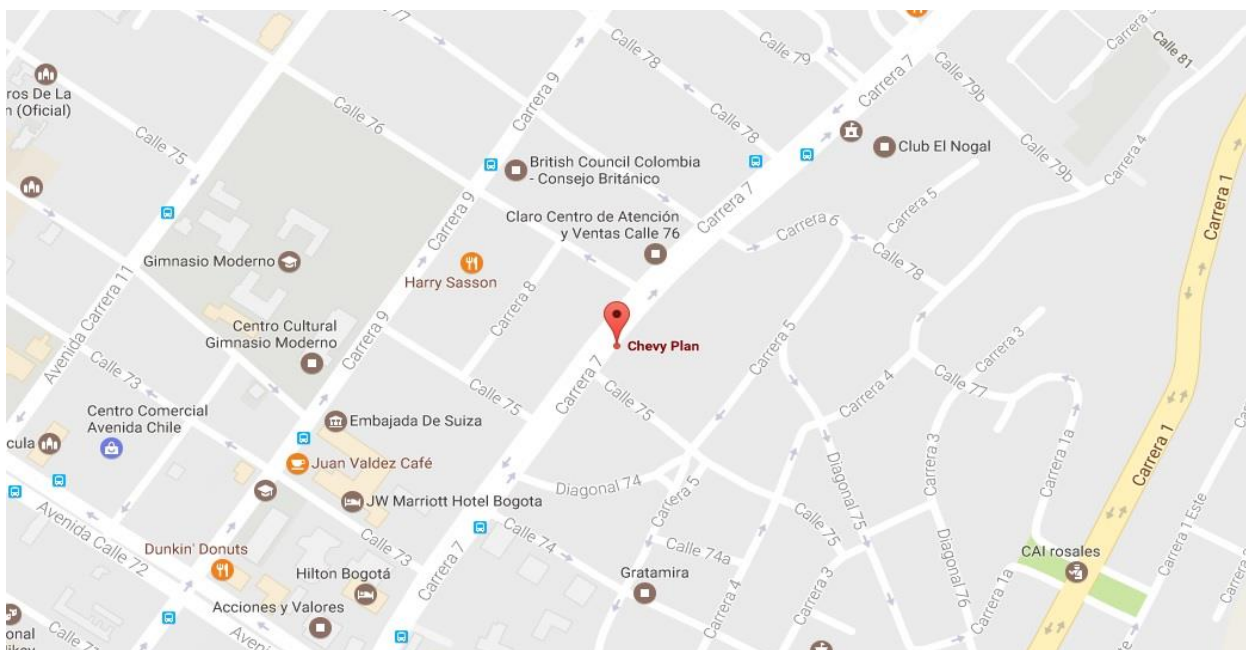 Calle 77
Calle 78
Calle 79
Carrera 9
Carrera 7
Calle 79b
Carrera 5
Calle 81
ros De La
n (Oficial)
Calle 75
Calle 76
Carrera 9
Calle 78
Club El Nogal
Carrera 4
British Council Colombia
- Consejo Británico
Calle 79b
Carrera 1
Carrera 7
Carrera 5
Claro Centro de Atención
y Ventas Calle 76
Carrera 6
Carrera 9
Calle 78
Gimnasio Moderno
Harry Sasson
Avenida Carrera 11
Carrera 8
Centro Cultural
Gimnasio Moderno
Carrera 9
Chevy Plan
Carrera 5
Carrera 3
Carrera 7
Calle 73
Calle 75
Calle 75
Carrera 4
Calle 77
Centro Comercial
Avenida Chile
Embajada De Suiza
cula
Juan Valdez Café
Carrera 3
Carrera 1a
Carrera 1
Diagonal 74
Carrera 5
JW Marriott Hotel Bogota
Avenida Calle 72
Calle 75
Diagonal 75
Carrera 1 Este
Dunkin' Donuts
Calle 73
Calle 74
Calle 74a
CAI rosales
Hilton Bogotá
Carrera 7
Gratamira
Carrera 4
Carrera 3
Diagonal 76
Carrera 1a
Acciones y Valores
onal
Calle
Aveni